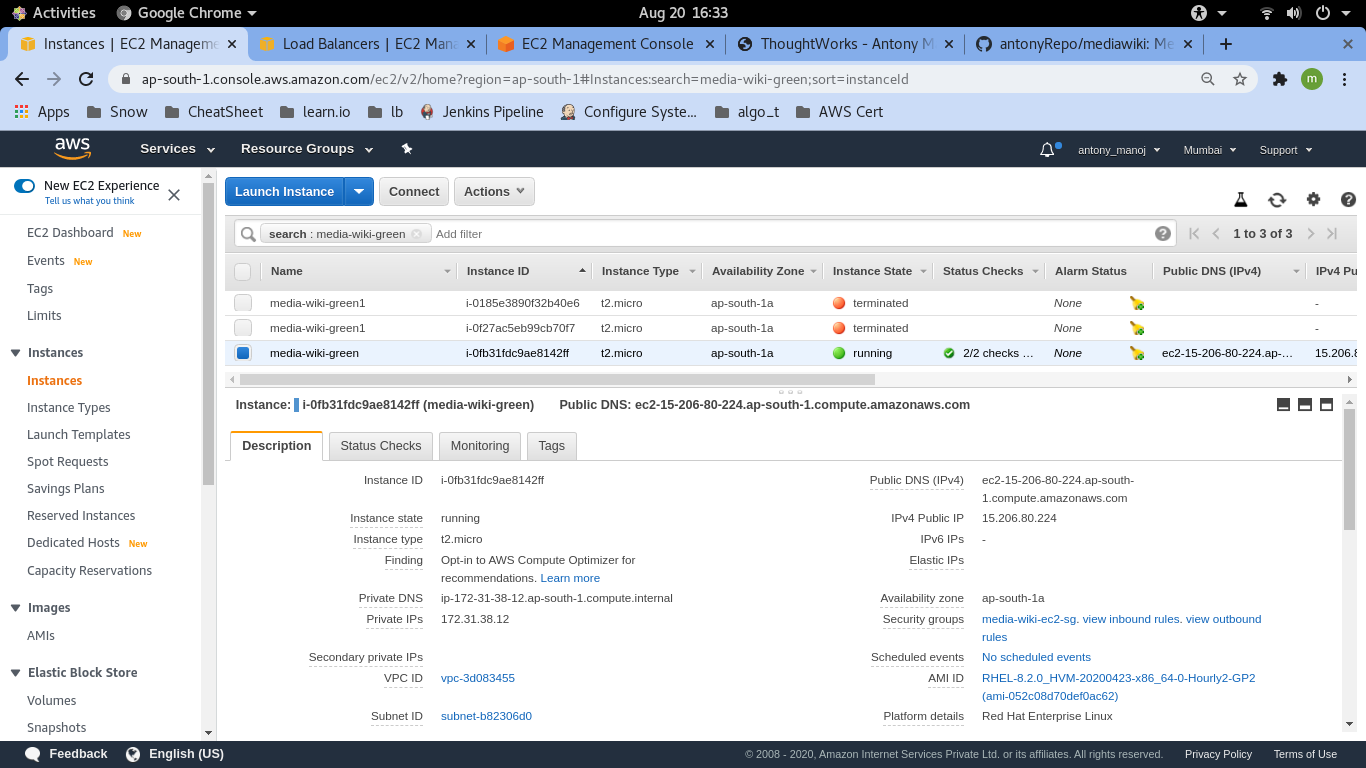 Activities Google Chrome Aug 20 16:33
Instances | EC2 Manageme Load Balancers | EC2 Mana EC2 Management Console ThoughtWorks - Antony M antonyRepo/mediawiki: Me
ap-south-1.console.aws.amazon.com/ec2/v2/home?region=ap-south-1#Instances:search=media-wiki-green;sort=instanceId m
Apps Snow CheatSheet learn.io lb Jenkins Pipeline Configure Syste... algo_t AWS Cert
aws Services Resource Groups antony_manoj Mumbai Support
New EC2 Experience
Tell us what you think
EC2 Dashboard New
Events New
Tags
Limits
Instances
Instances
Instance Types
Launch Templates
Spot Requests
Savings Plans
Reserved Instances
Dedicated Hosts New
Capacity Reservations
Images
AMIs
Elastic Block Store
Volumes
Snapshots
Launch Instance Connect Actions
search : media-wiki-green Add filter 1 to 3 of 3
Name Instance ID Instance Type Availability Zone Instance State Status Checks Alarm Status Public DNS (IPv4) IPv4 Pu
media-wiki-green1 i-0185e3890f32b40e6 t2.micro ap-south-1a terminated None -
media-wiki-green1 i-0f27ac5eb99cb70f7 t2.micro ap-south-1a terminated None -
media-wiki-green i-0fb31fdc9ae8142ff t2.micro ap-south-1a running 2/2 checks ... None ec2-15-206-80-224.ap-... 15.206.8
Instance: i-0fb31fdc9ae8142ff (media-wiki-green) Public DNS: ec2-15-206-80-224.ap-south-1.compute.amazonaws.com
Description Status Checks Monitoring Tags
Instance ID i-0fb31fdc9ae8142ff Public DNS (IPv4) ec2-15-206-80-224.ap-south-
1.compute.amazonaws.com
Instance state running IPv4 Public IP 15.206.80.224
Instance type t2.micro IPv6 IPs -
Finding Opt-in to AWS Compute Optimizer for Elastic IPs
recommendations. Learn more
Private DNS ip-172-31-38-12.ap-south-1.compute.internal Availability zone ap-south-1a
Private IPs 172.31.38.12 Security groups media-wiki-ec2-sg. view inbound rules. view outbound
rules
Secondary private IPs Scheduled events No scheduled events
VPC ID vpc-3d083455 AMI ID RHEL-8.2.0_HVM-20200423-x86_64-0-Hourly2-GP2
(ami-052c08d70def0ac62)
Subnet ID subnet-b82306d0 Platform details Red Hat Enterprise Linux
Feedback English (US) © 2008 - 2020, Amazon Internet Services Private Ltd. or its affiliates. All rights reserved. Privacy Policy Terms of Use